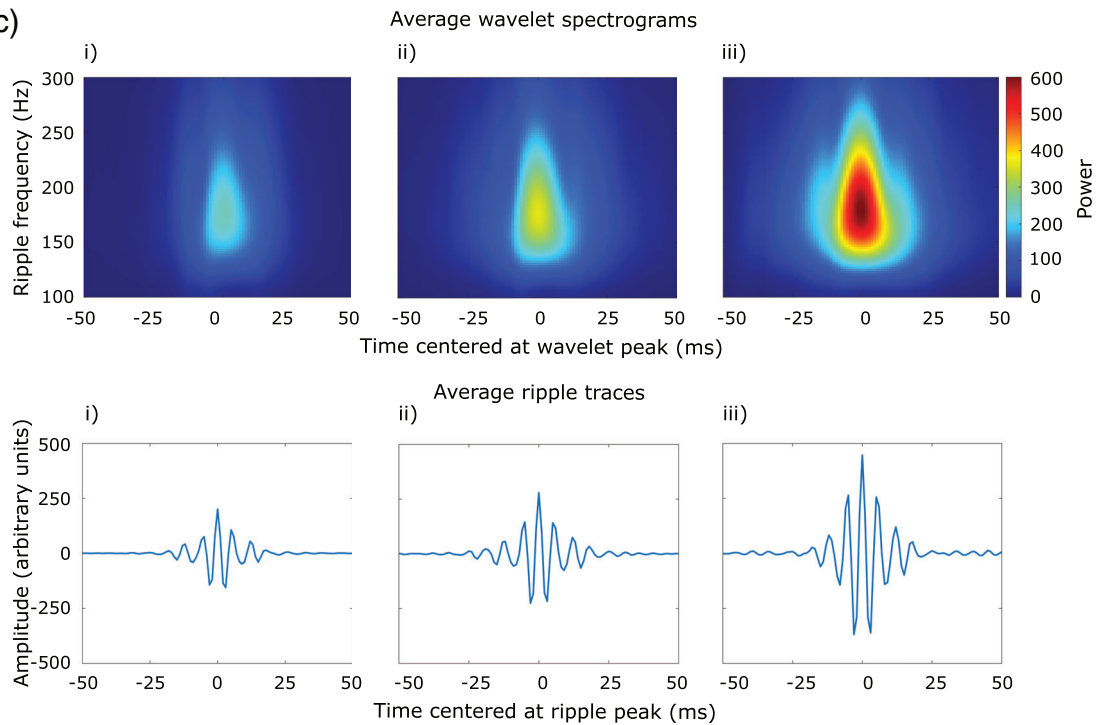 c)
Average wavelet spectrograms
i) ii) iii)
Ripple frequency (Hz)
300
250
200
150
100
-50 -25 0 25 50
-50 -25 0 25 50
-50 -25 0 25 50
600
500
400
300
200
100
0
Power
Time centered at wavelet peak (ms)
Average ripple traces
i) ii) iii)
Amplitude (arbitrary units)
500
250
0
-250
-500
-50 -25 0 25 50
-50 -25 0 25 50
-50 -25 0 25 50
Time centered at ripple peak (ms)